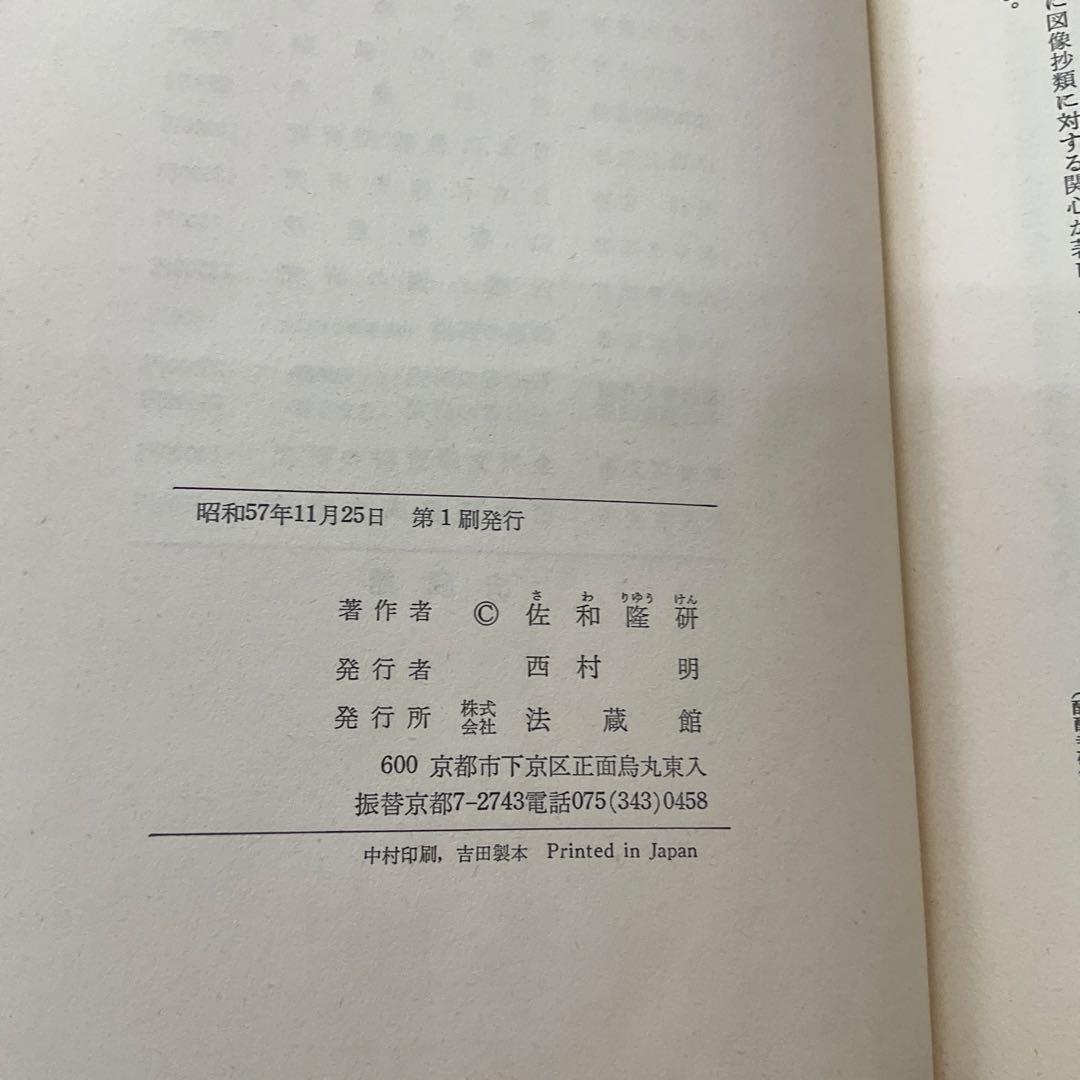 に図像抄類に対する関心が
。
昭和57年11月25日 第1刷発行
著作者 © 佐和隆研
さ わ りゆう けん
発行者 西村 明
発行所 株式会社 法蔵館
600 京都市下京区正面烏丸東入
振替京都7-2743電話075(343)0458
中村印刷, 吉田製本 Printed in Japan